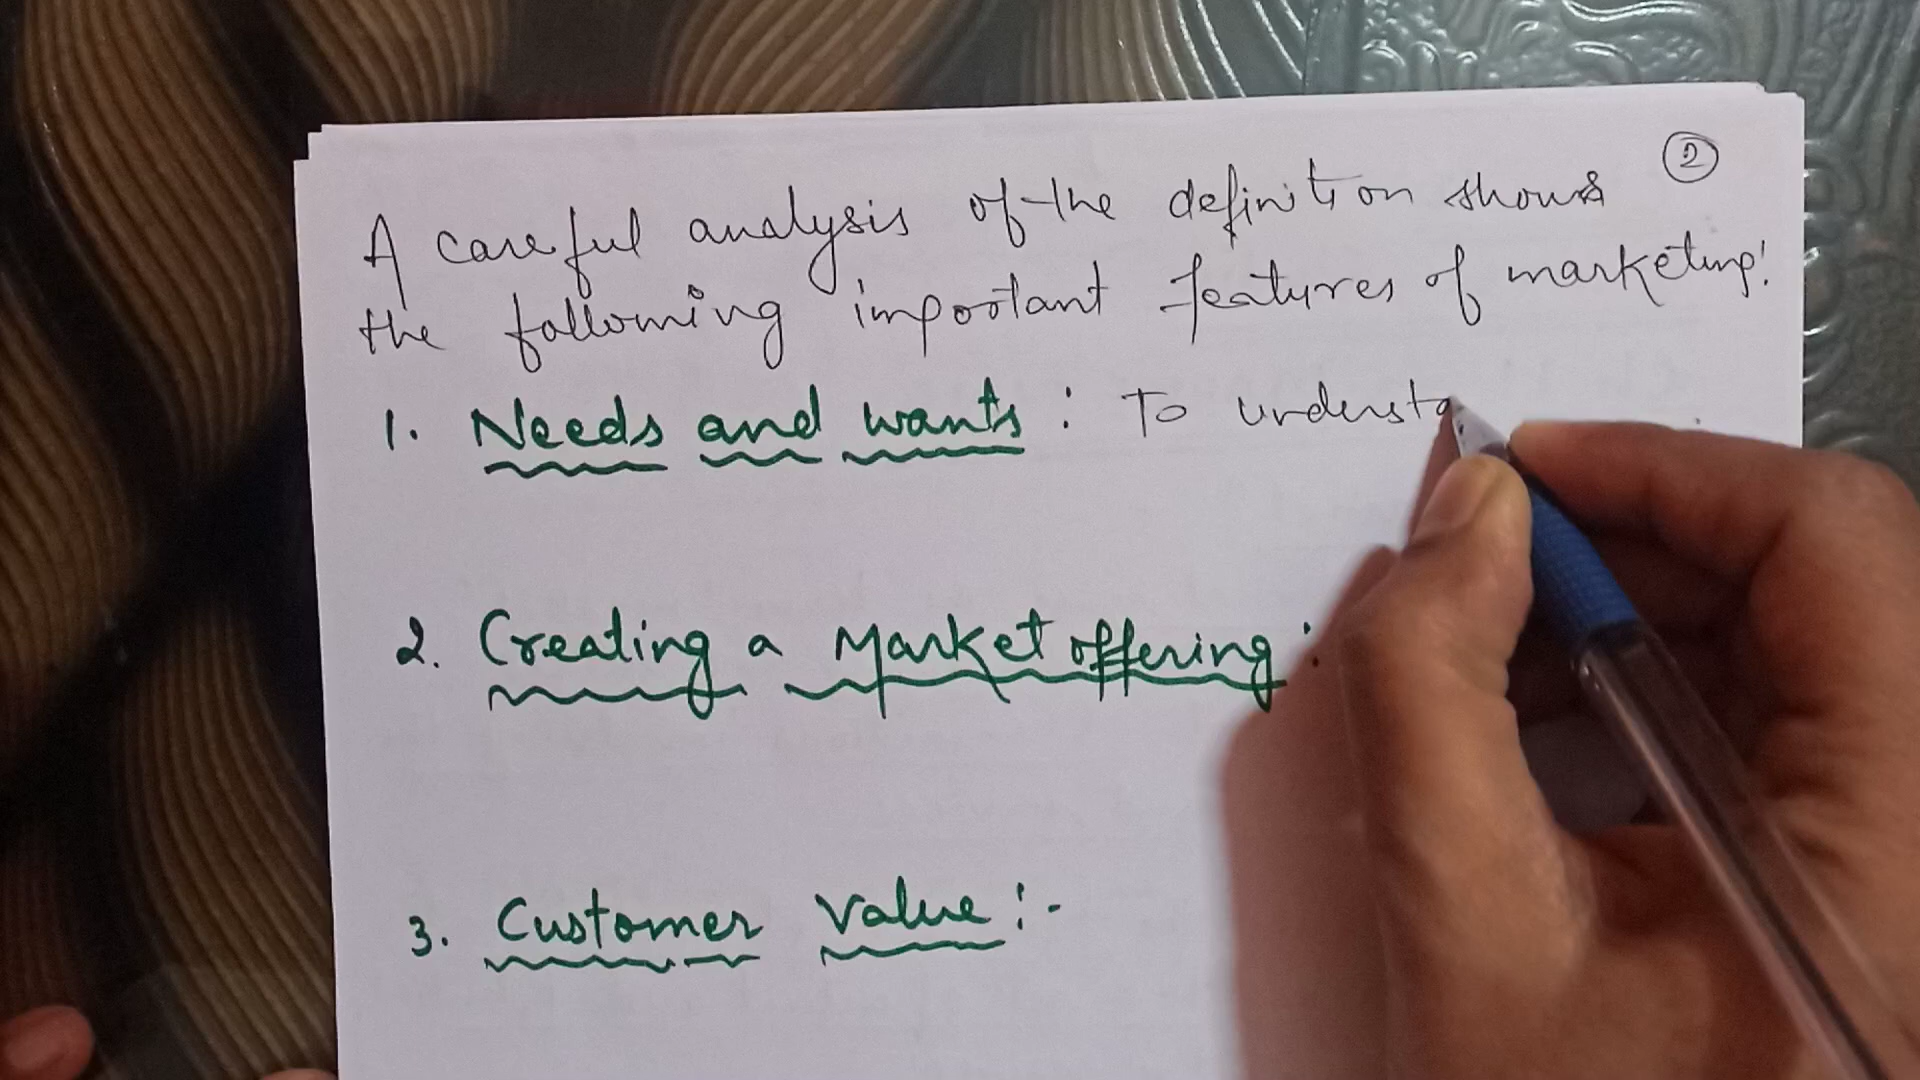 2
A careful analysis of the definition shows
the following important features of marketing:
1. Needs and wants : To understa
2. Creating a Market offering :
3. Customer Value :-